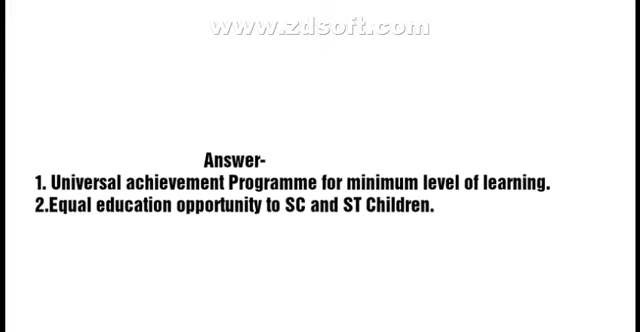 www.zdsoft.com
Answer-
1. Universal achievement Programme for minimum level of learning.
2.Equal education opportunity to SC and ST Children.